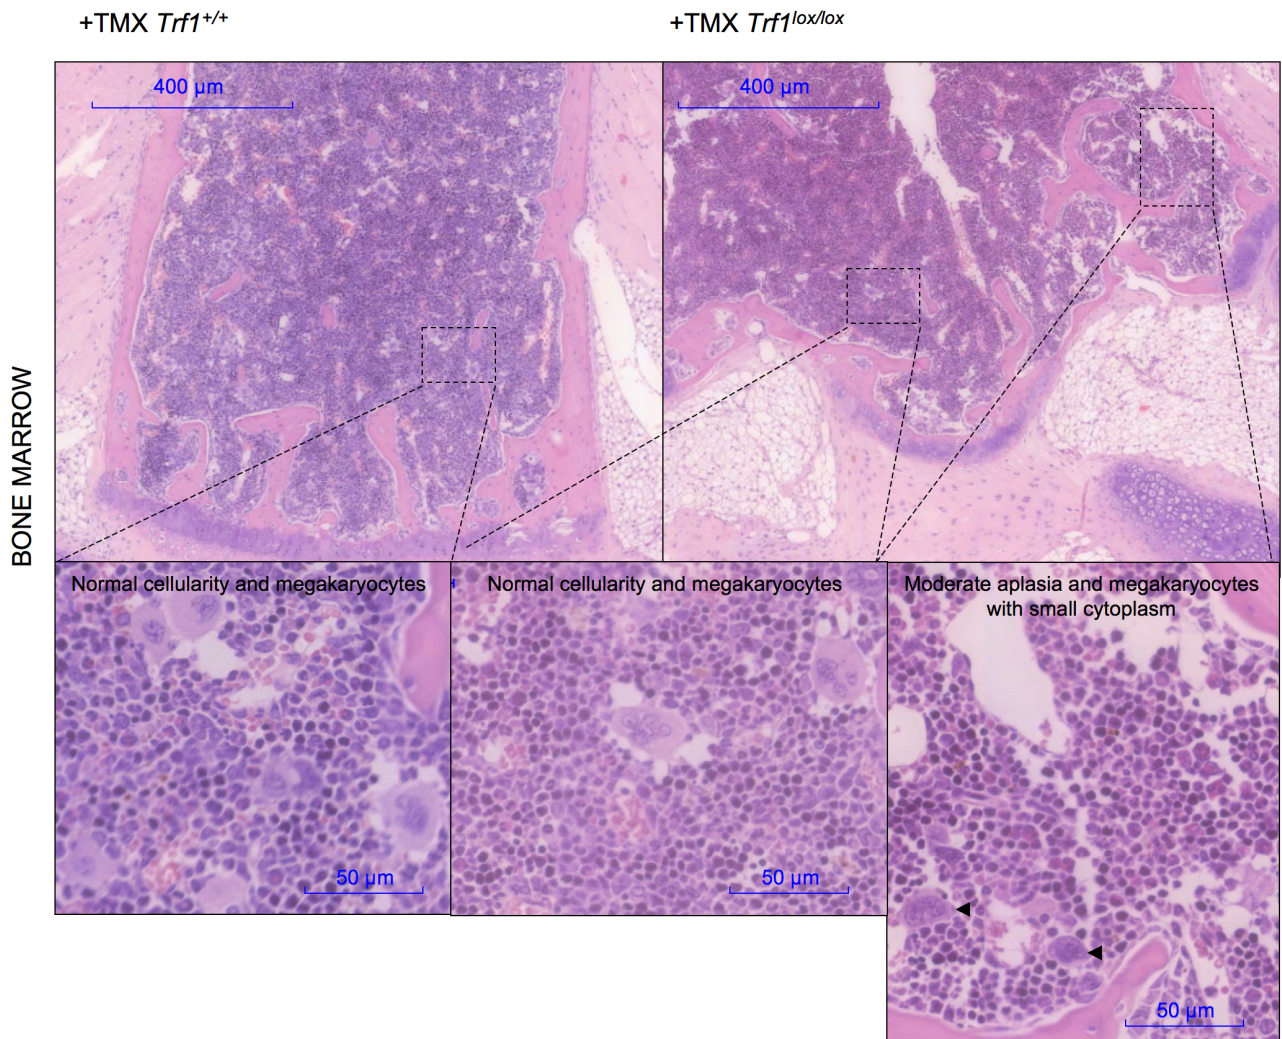 +TMX Trf1+/+
+TMX Trf1lox/lox
400 µm
400 µm
BONE MARROW
Normal cellularity and megakaryocytes
Normal cellularity and megakaryocytes
Moderate aplasia and megakaryocytes
with small cytoplasm
50 µm
50 µm
50 µm